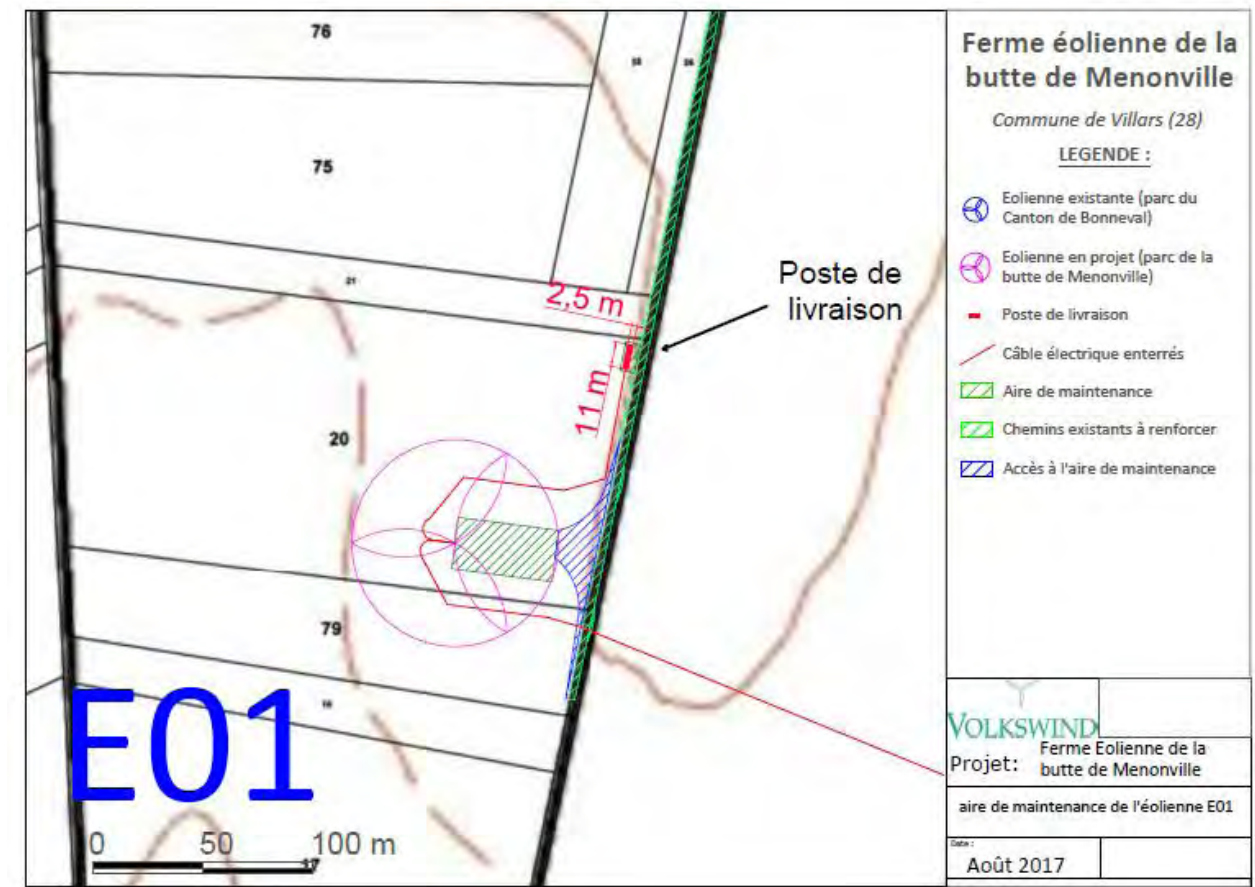 76
75
20
79
2,5 m
11 m
Poste de
livraison
E01
0 50 100 m
Ferme éolienne de la
butte de Menonville
Commune de Villars (28)
LEGENDE :
Eolienne existante (parc du
Canton de Bonneval)
Eolienne en projet (parc de la
butte de Menonville)
Poste de livraison
Câble électrique enterrés
Aire de maintenance
Chemins existants à renforcer
Accès à l'aire de maintenance
VOLKSWIND
Projet: Ferme Eolienne de la
butte de Menonville
aire de maintenance de l'éolienne E01
Date :
Août 2017